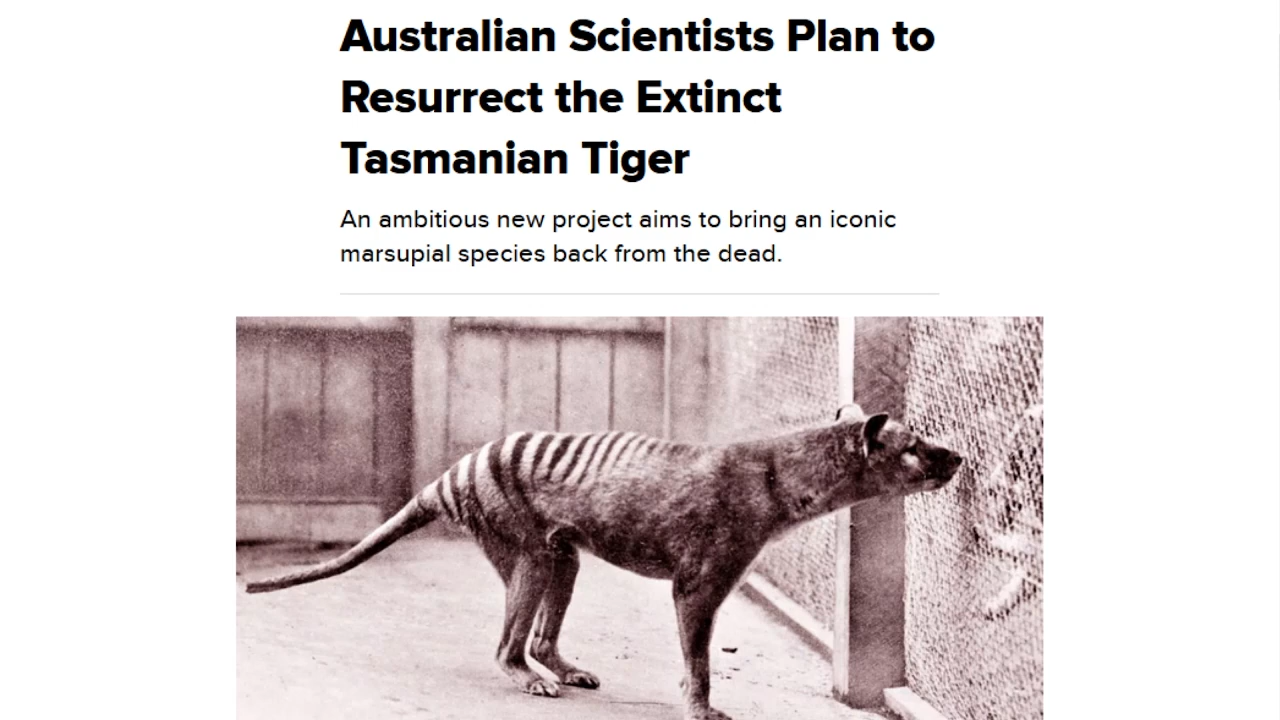 Australian Scientists Plan to
Resurrect the Extinct
Tasmanian Tiger
An ambitious new project aims to bring an iconic
marsupial species back from the dead.